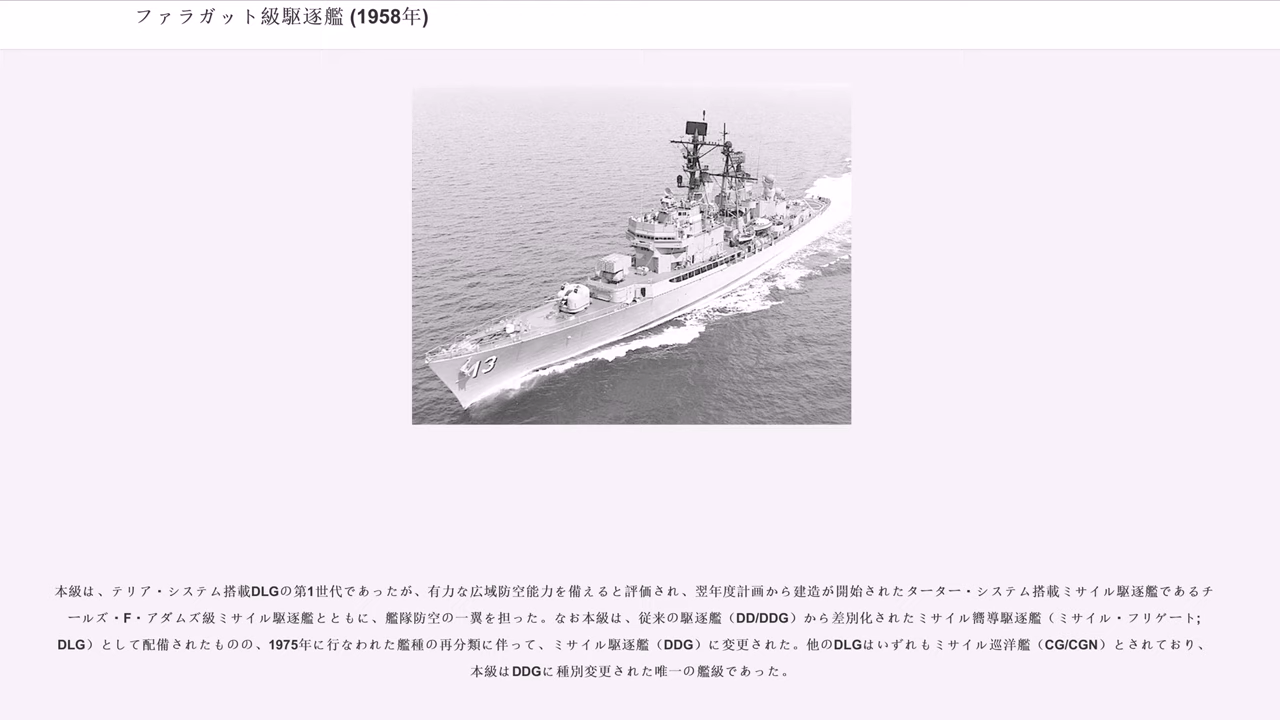 ファラガット級駆逐艦 (1958年)
13
本級は、テリア・システム搭載DLGの第1世代であったが、有力な広域防空能力を備えると評価され、翌年度計画から建造が開始されたターター・システム搭載ミサイル駆逐艦であるチ
ールズ・F・アダムズ級ミサイル駆逐艦とともに、艦隊防空の一翼を担った。なお本級は、従来の駆逐艦（DD/DDG）から差別化されたミサイル嚮導駆逐艦（ミサイル・フリゲート;
DLG）として配備されたものの、1975年に行なわれた艦種の再分類に伴って、ミサイル駆逐艦（DDG）に変更された。他のDLGはいずれもミサイル巡洋艦（CG/CGN）とされており、
本級はDDGに種別変更された唯一の艦級であった。